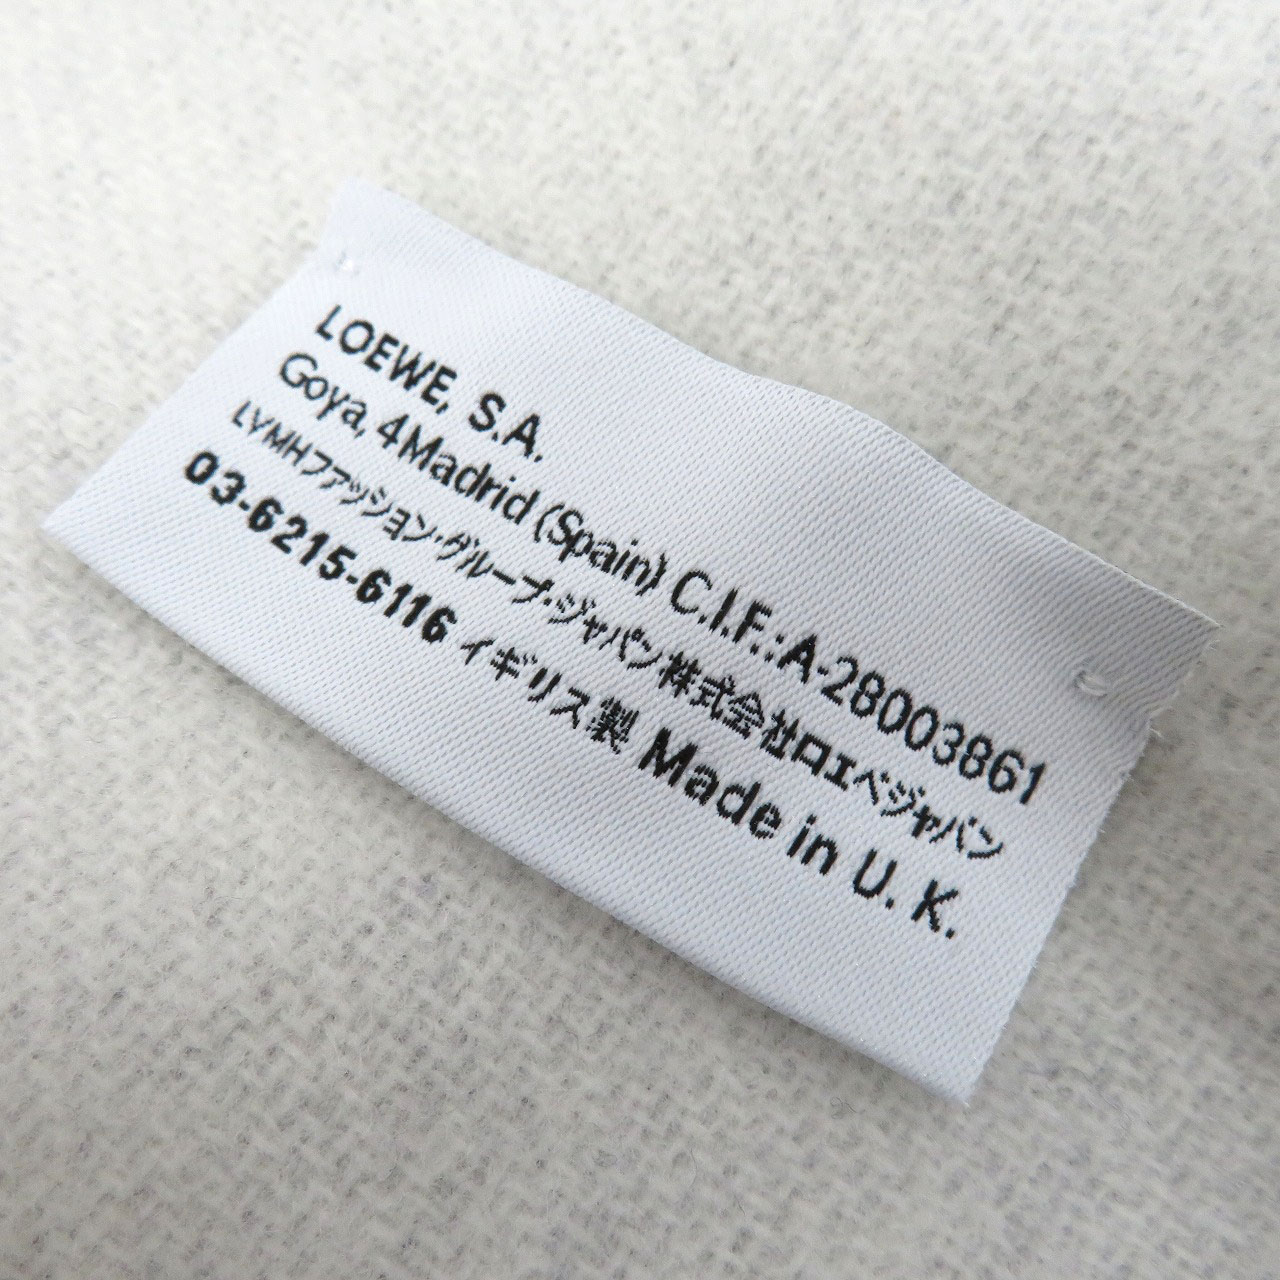 LOEWE, S.A.
Goya, 4 Madrid (Spain) C.I.F.: A-28003861
LVMHファッション・グループ・ジャパン株式会社ロエベジャパン
03-6215-6116 イギリス製 Made in U. K.